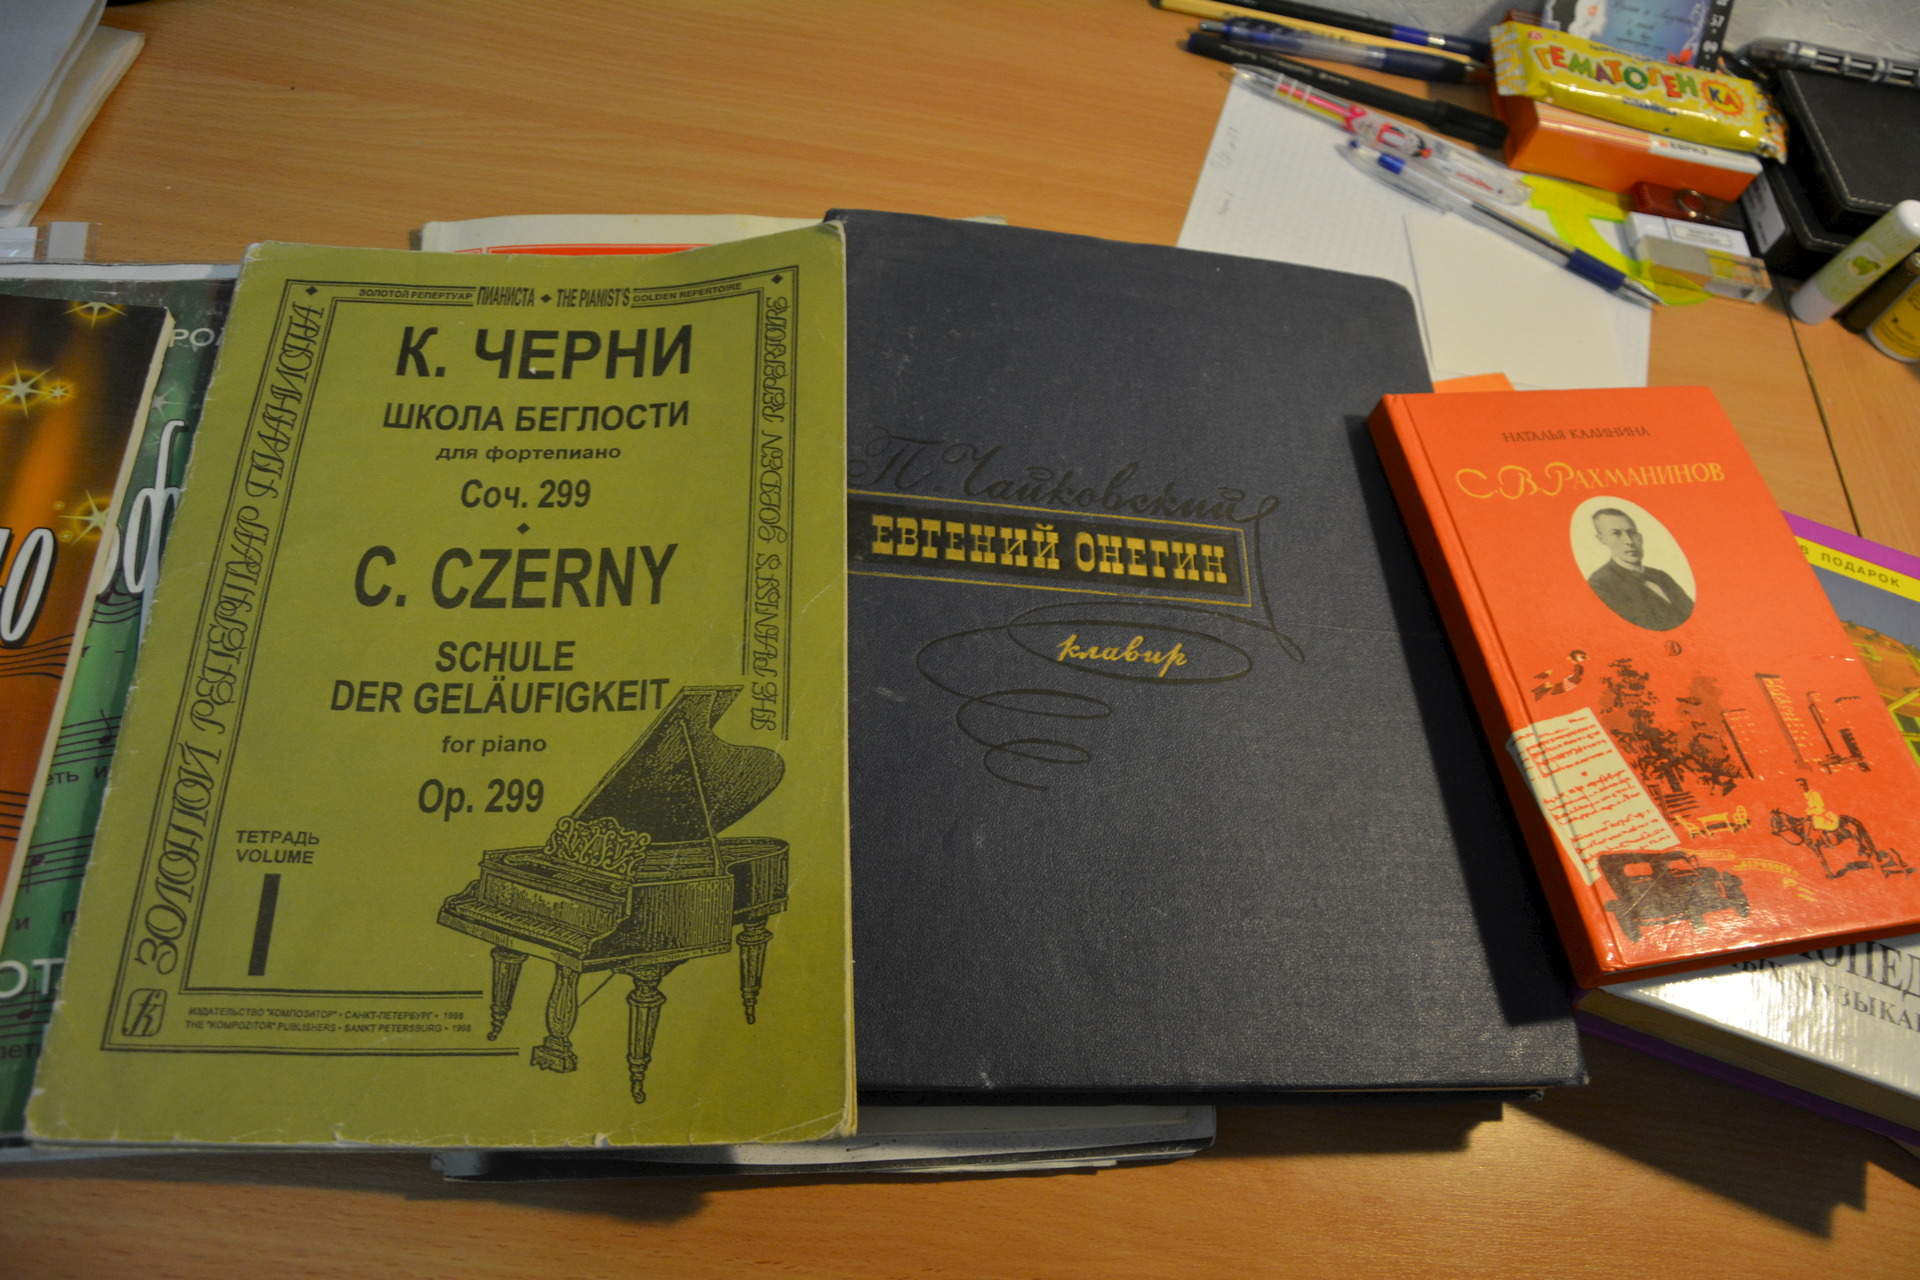 ЗОЛОТОЙ РЕПЕРТУАР ПИАНИСТА ◆ THE PIANIST'S GOLDEN REPERTOIRE
ЗОЛОТОЙ РЕПЕРТУАР ПИАНИСТА
THE PIANIST'S GOLDEN REPERTOIRE
К. ЧЕРНИ
ШКОЛА БЕГЛОСТИ
для фортепиано
Соч. 299
C. CZERNY
SCHULE
DER GELÄUFIGKEIT
for piano
Op. 299
ТЕТРАДЬ
VOLUME
I
ИЗДАТЕЛЬСТВО "КОМПОЗИТОР" • САНКТ-ПЕТЕРБУРГ • 1998
THE "KOMPOZITOR" PUBLISHERS • SANKT PETERSBURG • 1998
П. Чайковский
ЕВГЕНИЙ ОНЕГИН
клавир
НАТАЛЬЯ КАЛИНИНА
С. В. РАХМАНИНОВ
В ПОДАРОК
ГЕМАТОГЕН
КА